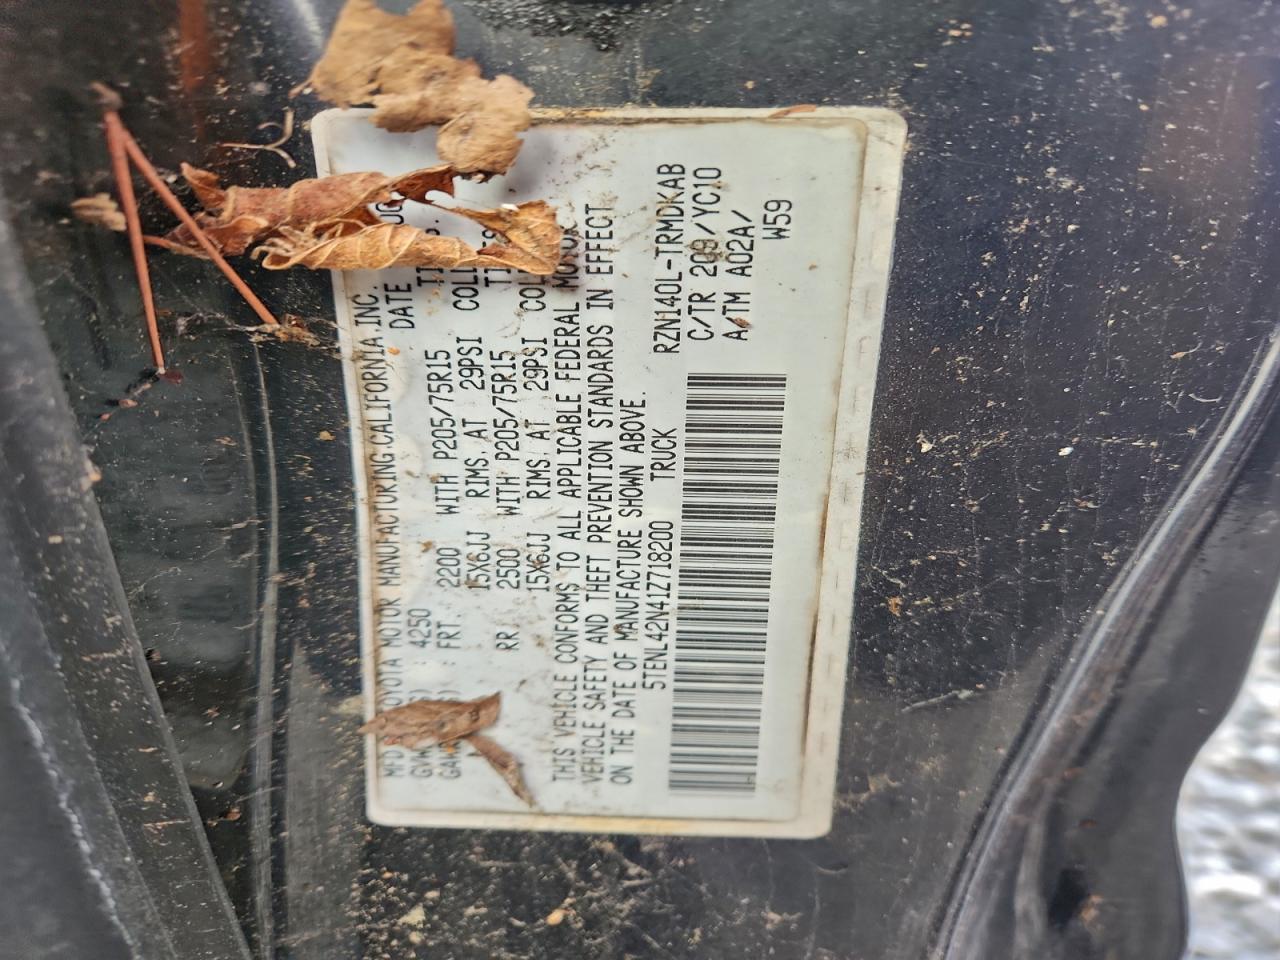 MFD TOYOTA MOTOR MANUFACTURING,CALIFORNIA,INC.
4250 DATE
FRT. 2200 WITH P205/75R15
15X6JJ RIMS,AT 29PSI COL
RR 2500 WITH P205/75R15
15X6JJ RIMS,AT 29PSI COL
THIS VEHICLE CONFORMS TO ALL APPLICABLE FEDERAL MOTOR
VEHICLE SAFETY AND THEFT PREVENTION STANDARDS IN EFFECT
ON THE DATE OF MANUFACTURE SHOWN ABOVE.
5TENL42N41Z718200 TRUCK
RZN140L-TRMDKAB
C/TR 209/YC10
A/TM A02A/
W59